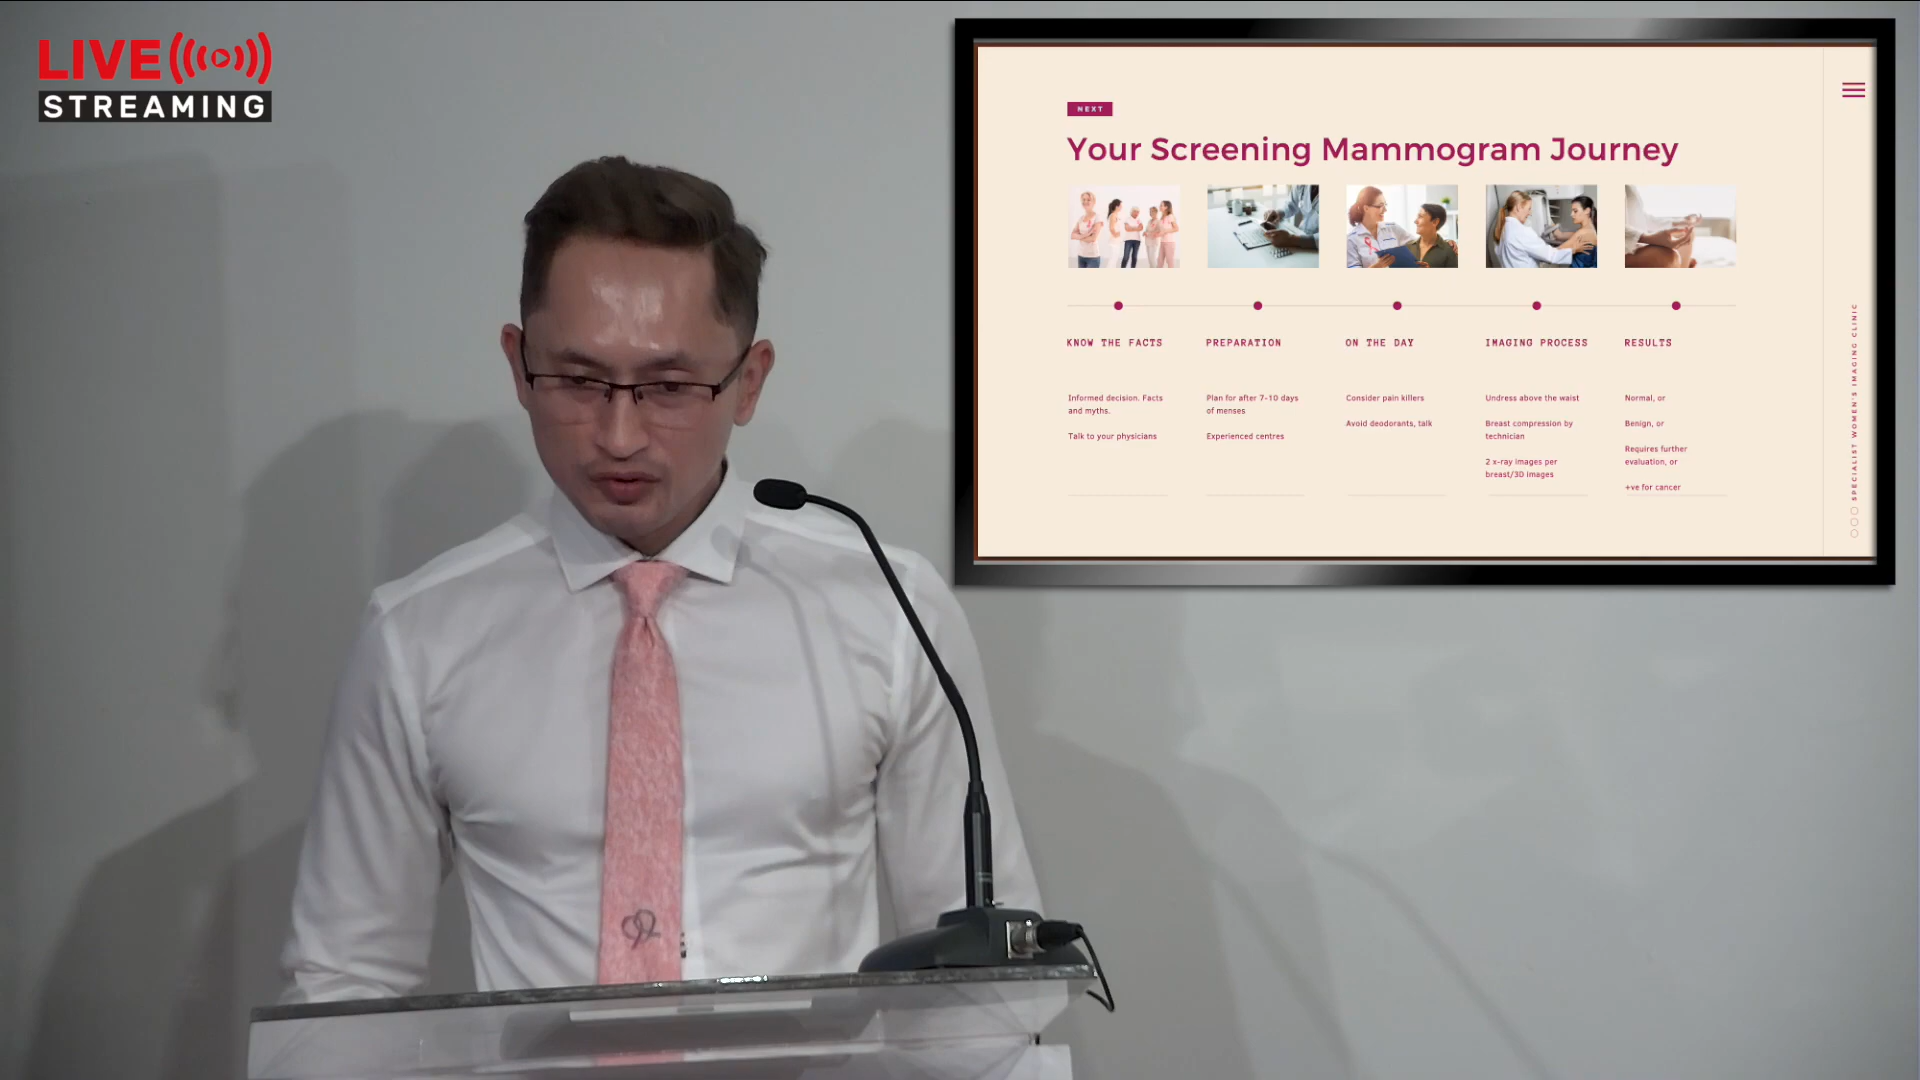 LIVE
STREAMING
NEXT
Your Screening Mammogram Journey
KNOW THE FACTS
PREPARATION
ON THE DAY
IMAGING PROCESS
RESULTS
Informed decision. Facts
and myths.
Talk to your physicians
Plan for after 7-10 days
of menses
Experienced centres
Consider pain killers
Avoid deodorants, talk
Undress above the waist
Breast compression by
technician
2 x-ray images per
breast/3D images
Normal, or
Benign, or
Requires further
evaluation, or
+ve for cancer
SPECIALIST WOMEN'S IMAGING CLINIC